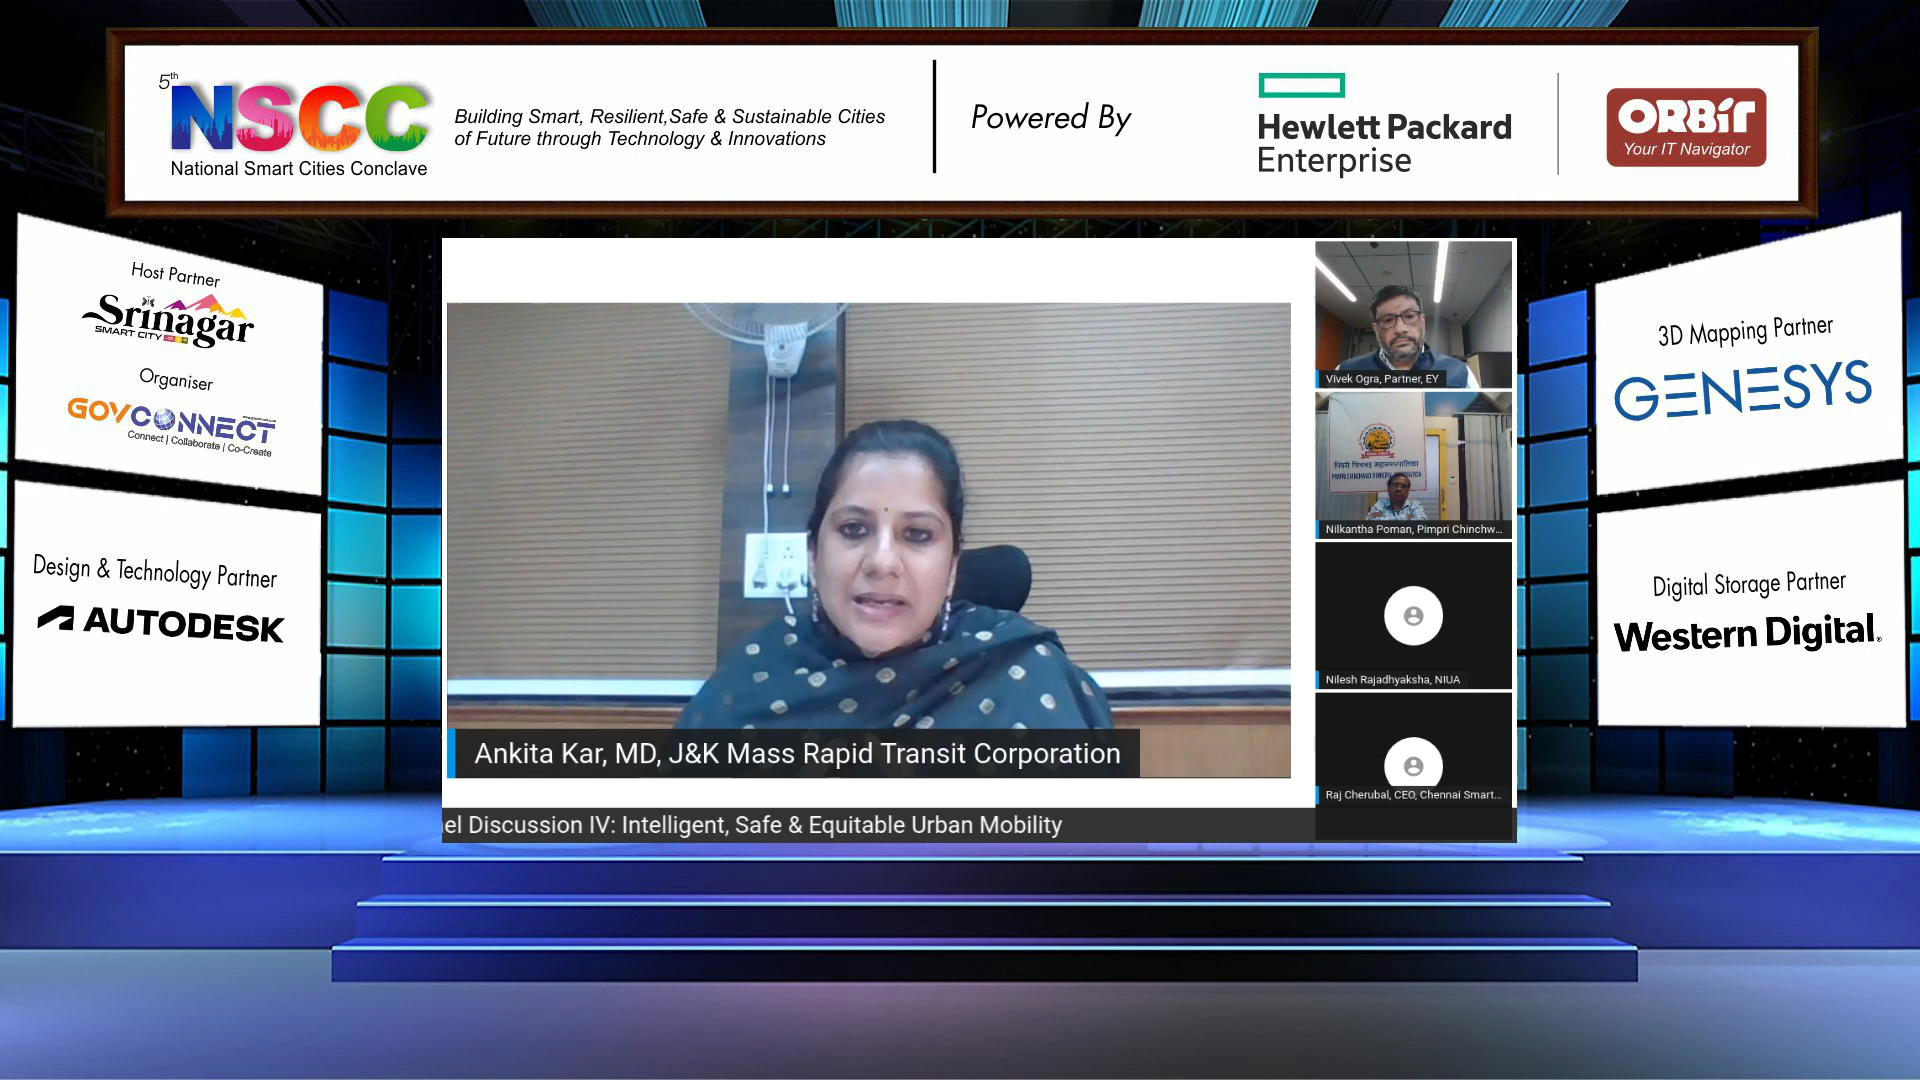 5th
NSCC
National Smart Cities Conclave
Building Smart, Resilient,Safe & Sustainable Cities
of Future through Technology & Innovations
Powered By
Hewlett Packard
Enterprise
ORBIT
Your IT Navigator
Host Partner
Srinagar
SMART CITY
Organiser
GOVCONNECT
Connect | Collaborate | Co-Create
Design & Technology Partner
AUTODESK
Ankita Kar, MD, J&K Mass Rapid Transit Corporation
el Discussion IV: Intelligent, Safe & Equitable Urban Mobility
Vivek Ogra, Partner, EY
पिंपरी चिंचवड महानगरपालिका
Nilkantha Poman, Pimpri Chinchw...
Nilesh Rajadhyaksha, NIUA
Raj Cherubal, CEO, Chennai Smart...
3D Mapping Partner
GENESYS
Digital Storage Partner
Western Digital.